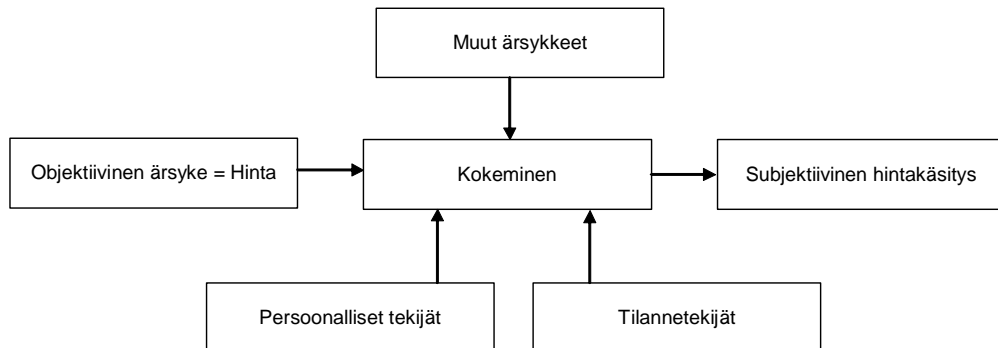 Muut ärsykkeet
Objektiivinen ärsyke = Hinta
Kokeminen
Subjektiivinen hintakäsitys
Persoonalliset tekijät
Tilannetekijät